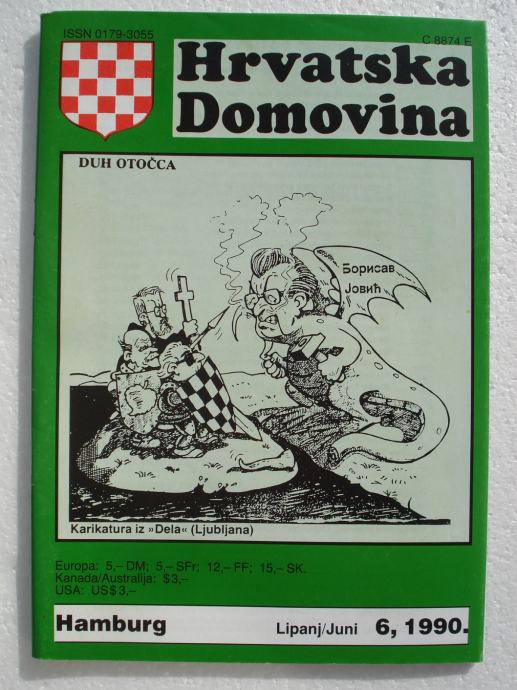 ISSN 0179-3055
C 8874 E
Hrvatska
Domovina
DUH OTOČCA
Борисав
Јовић
Karikatura iz »Dela« (Ljubljana)
Europa: 5,– DM; 5,– SFr; 12,– FF; 15,– SK.
Kanada/Australija: $ 3,–
USA: US $ 3,–
Hamburg
Lipanj/Juni 6, 1990.